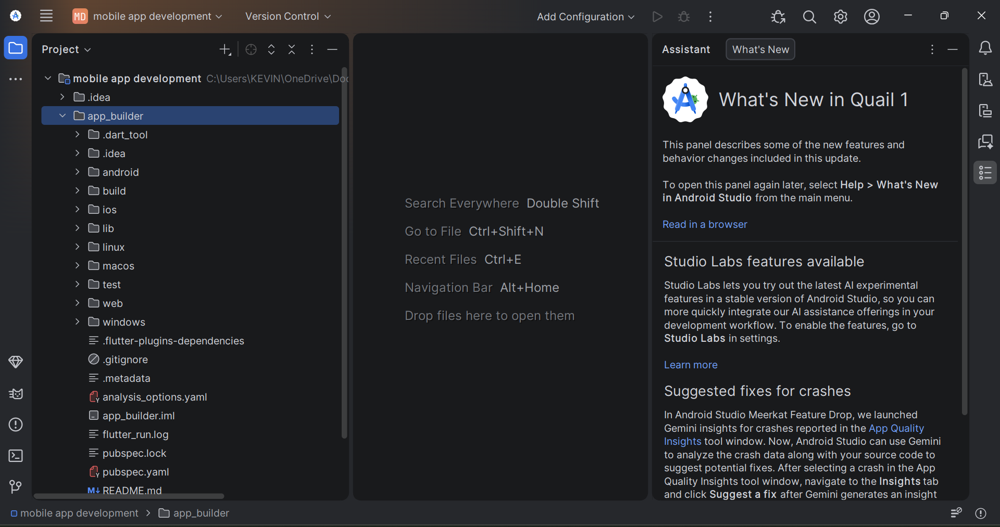 MD mobile app development
Version Control
Add Configuration
Project
mobile app development C:\Users\KEVIN\OneDrive\Doc
.idea
app_builder
.dart_tool
.idea
android
build
ios
lib
linux
macos
test
web
windows
.flutter-plugins-dependencies
.gitignore
.metadata
analysis_options.yaml
app_builder.iml
flutter_run.log
pubspec.lock
pubspec.yaml
M↓ README.md
Search Everywhere Double Shift
Go to File Ctrl+Shift+N
Recent Files Ctrl+E
Navigation Bar Alt+Home
Drop files here to open them
Assistant
What's New
What's New in Quail 1
This panel describes some of the new features and
behavior changes included in this update.
To open this panel again later, select Help > What's New
in Android Studio from the main menu.
Read in a browser
Studio Labs features available
Studio Labs lets you try out the latest AI experimental
features in a stable version of Android Studio, so you can
more quickly integrate our AI assistance offerings in your
development workflow. To enable the features, go to
Studio Labs in settings.
Learn more
Suggested fixes for crashes
In Android Studio Meerkat Feature Drop, we launched
Gemini insights for crashes reported in the App Quality
Insights tool window. Now, Android Studio can use Gemini
to analyze the crash data along with your source code to
suggest potential fixes. After selecting a crash in the App
Quality Insights tool window, navigate to the Insights tab
and click Suggest a fix after Gemini generates an insight
mobile app development > app_builder